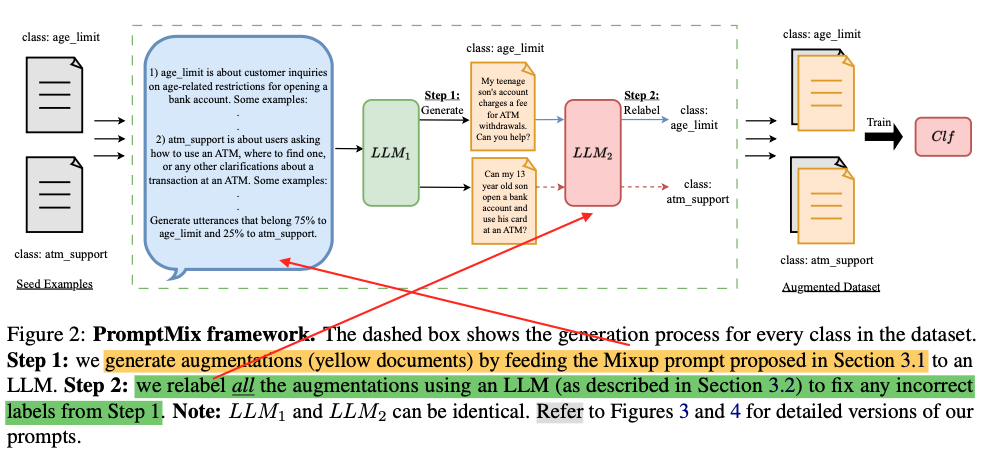 class: age_limit
class: atm_support
Seed Examples
1) age_limit is about customer inquiries
on age-related restrictions for opening a
bank account. Some examples:
.
.
2) atm_support is about users asking
how to use an ATM, where to find one,
or any other clarifications about a
transaction at an ATM. Some examples:
.
.
Generate utterances that belong 75% to
age_limit and 25% to atm_support.
LLM₁
Step 1:
Generate
class: age_limit
My teenage
son's account
charges a fee
for ATM
withdrawals.
Can you help?
Can my 13
year old son
open a bank
account and
use his card
at an ATM?
LLM₂
Step 2:
Relabel
class:
age_limit
class:
atm_support
class: age_limit
class: atm_support
Augmented Dataset
Train
Clf
Figure 2: PromptMix framework. The dashed box shows the generation process for every class in the dataset.
Step 1: we generate augmentations (yellow documents) by feeding the Mixup prompt proposed in Section 3.1 to an
LLM. Step 2: we relabel all the augmentations using an LLM (as described in Section 3.2) to fix any incorrect
labels from Step 1. Note: LLM₁ and LLM₂ can be identical. Refer to Figures 3 and 4 for detailed versions of our
prompts.